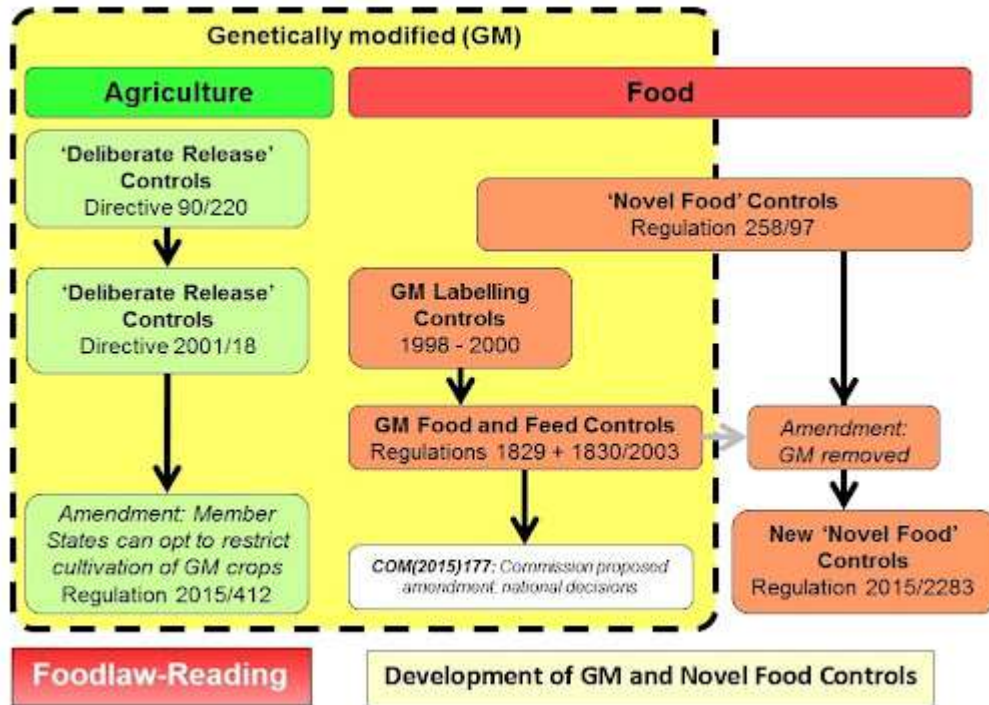 Genetically modified (GM)
Agriculture
Food
‘Deliberate Release’
Controls
Directive 90/220
‘Novel Food’ Controls
Regulation 258/97
‘Deliberate Release’
Controls
Directive 2001/18
GM Labelling
Controls
1998 - 2000
GM Food and Feed Controls
Regulations 1829 + 1830/2003
Amendment:
GM removed
Amendment: Member
States can opt to restrict
cultivation of GM crops
Regulation 2015/412
COM(2015)177: Commission proposed
amendment: national decisions
New ‘Novel Food’
Controls
Regulation 2015/2283
Foodlaw-Reading
Development of GM and Novel Food Controls